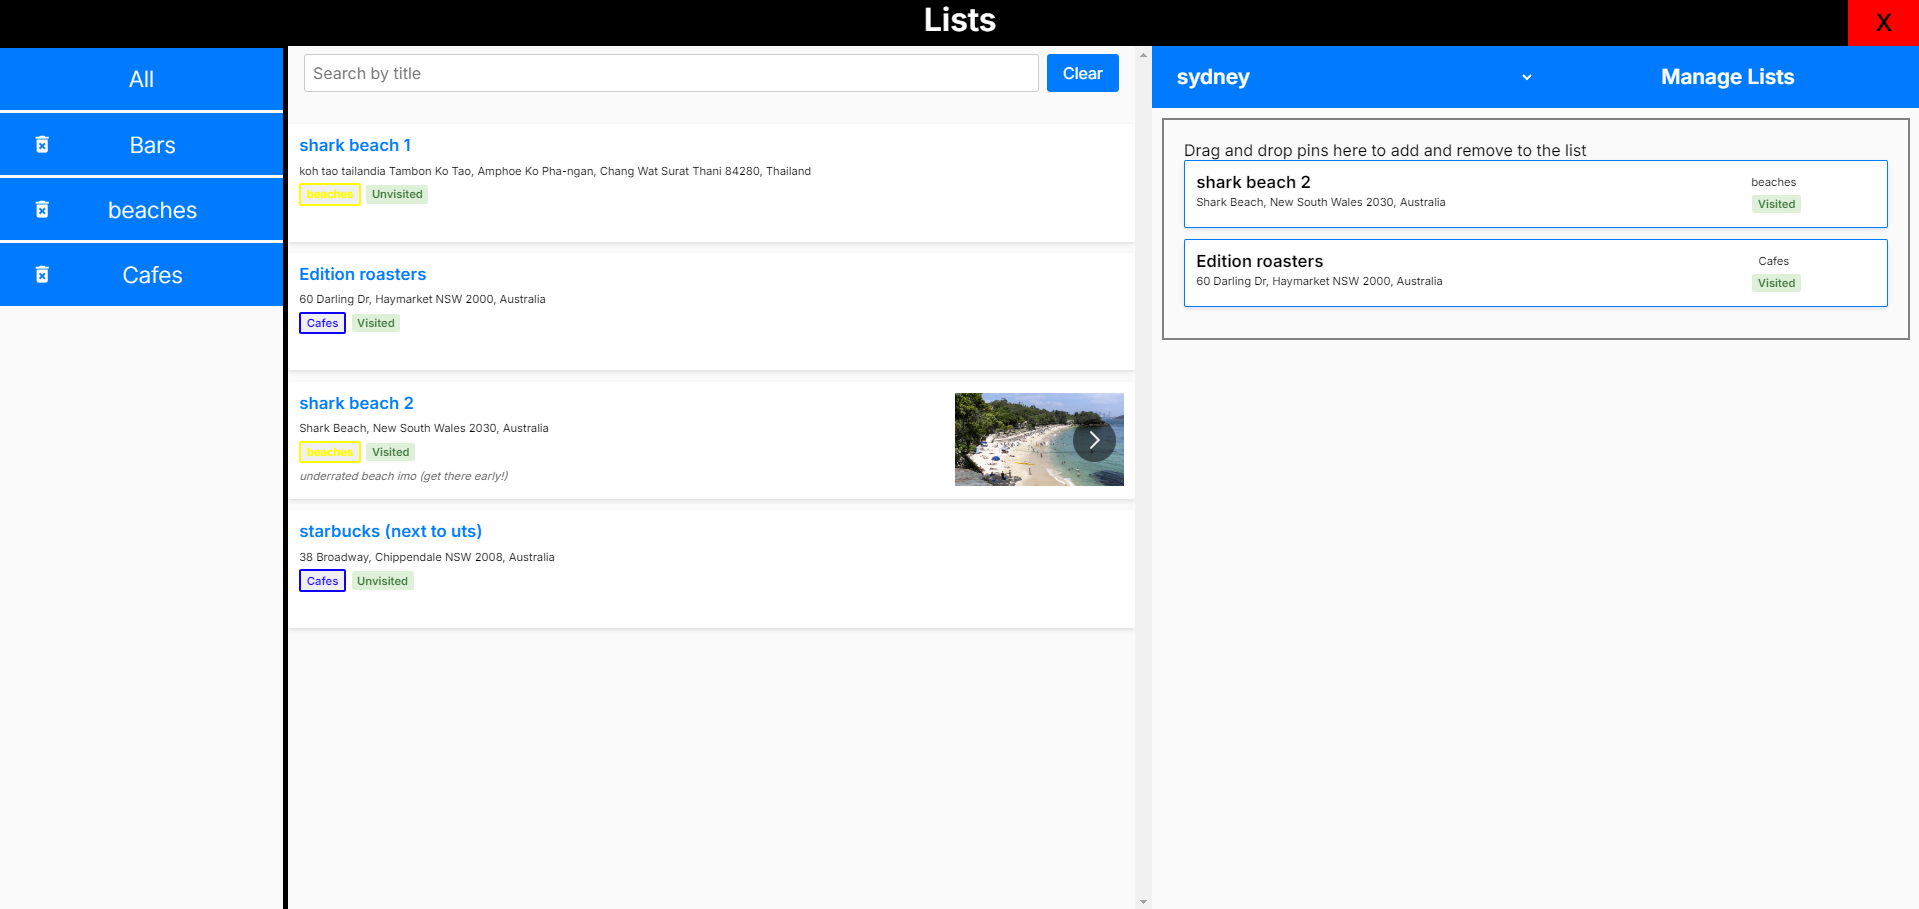 Lists
X
All
Bars
beaches
Cafes
Search by title
Clear
shark beach 1
koh tao tailandia Tambon Ko Tao, Amphoe Ko Pha-ngan, Chang Wat Surat Thani 84280, Thailand
beaches Unvisited
Edition roasters
60 Darling Dr, Haymarket NSW 2000, Australia
Cafes Visited
shark beach 2
Shark Beach, New South Wales 2030, Australia
beaches Visited
underrated beach imo (get there early!)
starbucks (next to uts)
38 Broadway, Chippendale NSW 2008, Australia
Cafes Unvisited
sydney
Manage Lists
Drag and drop pins here to add and remove to the list
shark beach 2
beaches
Shark Beach, New South Wales 2030, Australia
Visited
Edition roasters
Cafes
60 Darling Dr, Haymarket NSW 2000, Australia
Visited